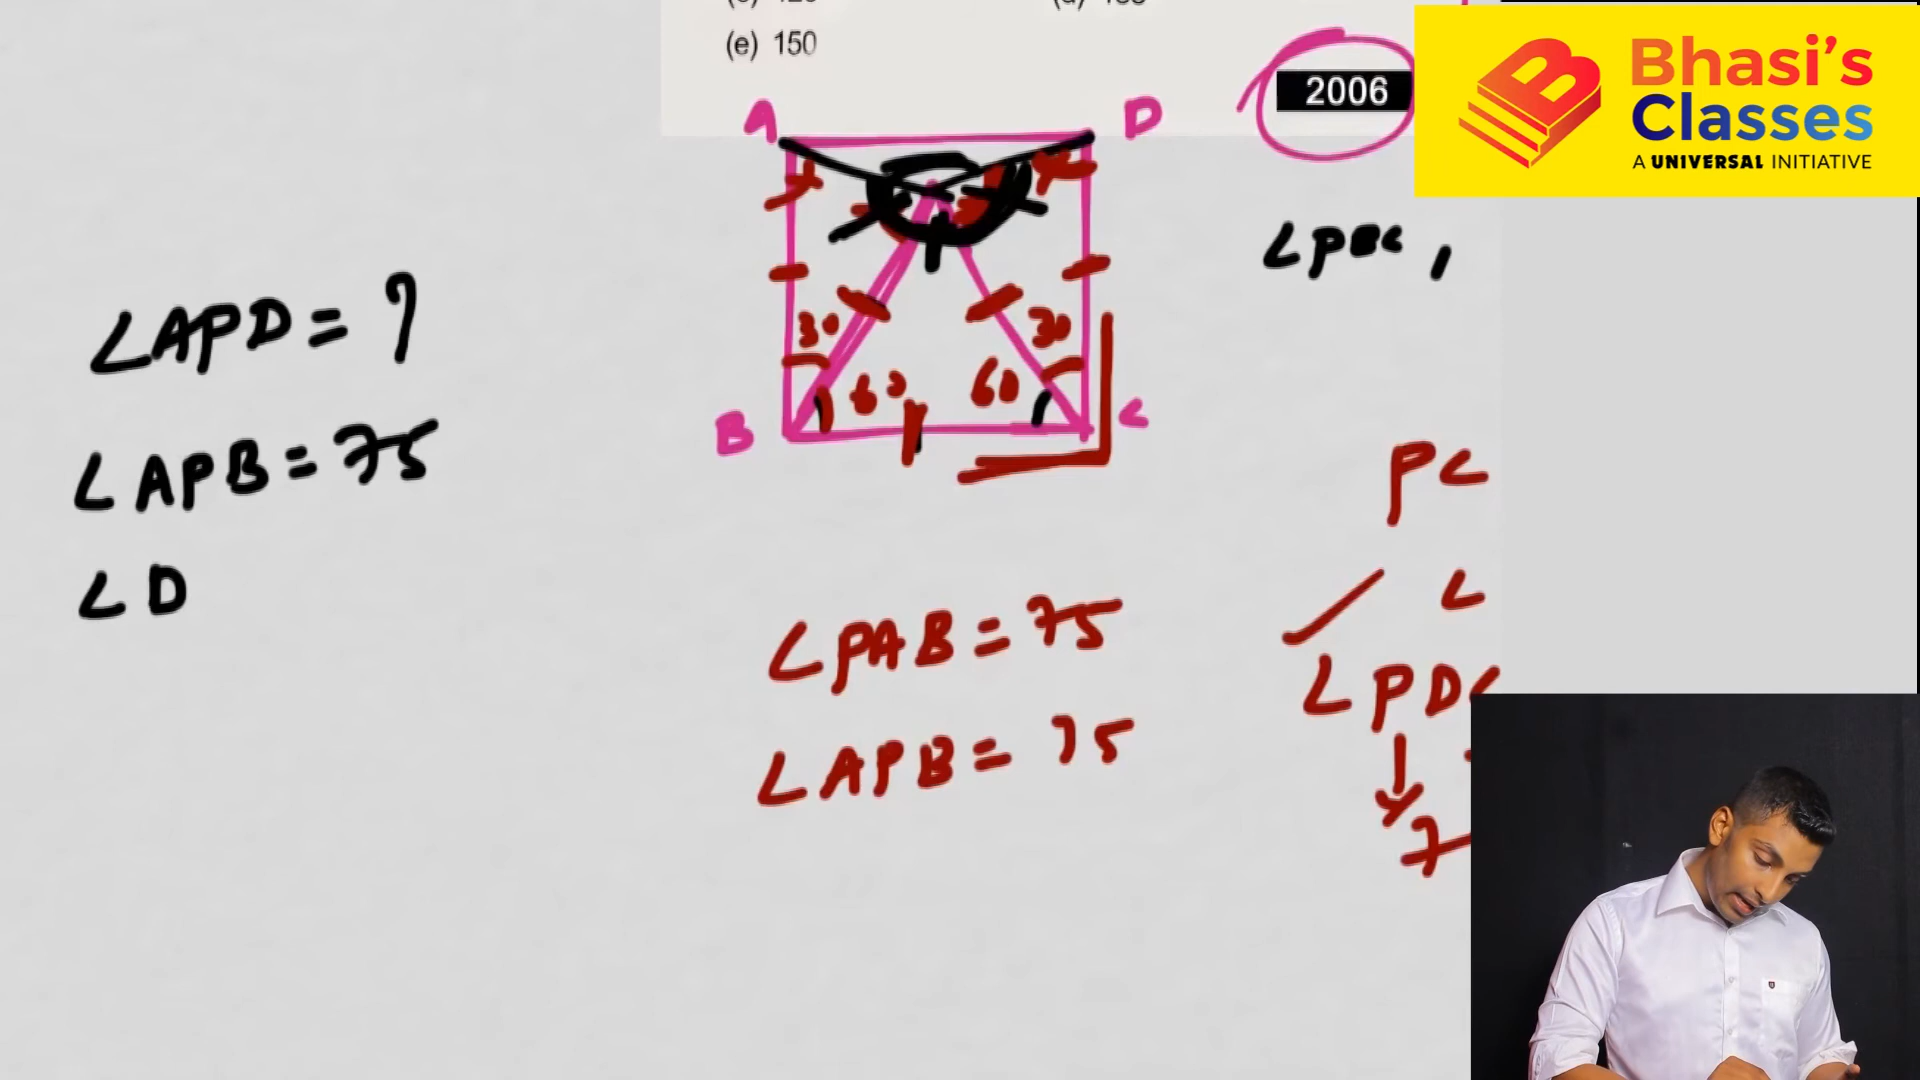 (e) 150
2006
Bhasi's
Classes
A UNIVERSAL INITIATIVE
A
D
∠PBC,
∠APD = ?
30
30
60
60
B
C
∠APB = 75
PC
∠D
∠PAB = 75
∠
∠PDC
∠APB = 75
7